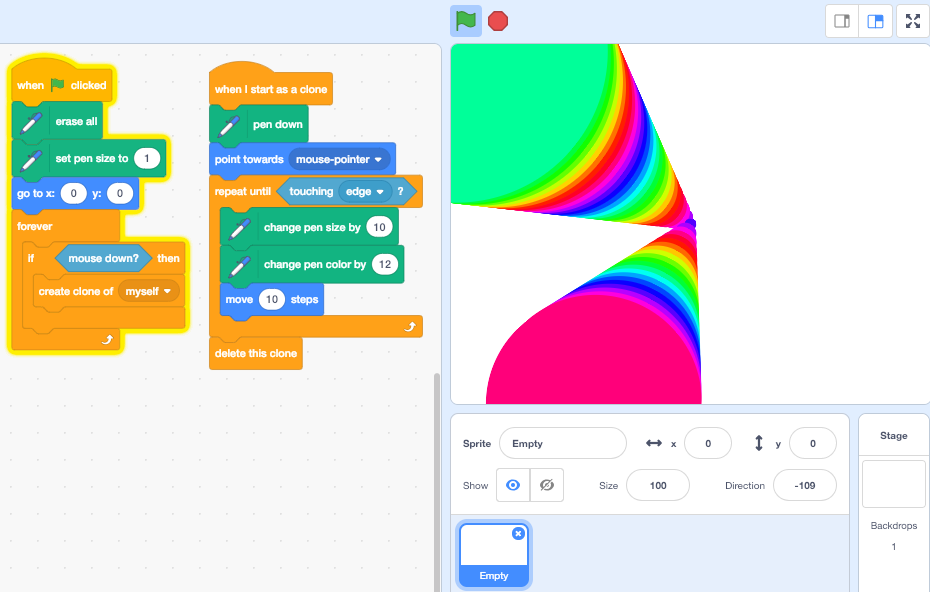 when clicked
erase all
set pen size to 1
go to x: 0 y: 0
forever
if mouse down? then
create clone of myself
when I start as a clone
pen down
point towards mouse-pointer
repeat until touching edge ?
change pen size by 10
change pen color by 12
move 10 steps
delete this clone
Sprite Empty x 0 y 0
Show Size 100 Direction -109
Empty
Stage
Backdrops
1